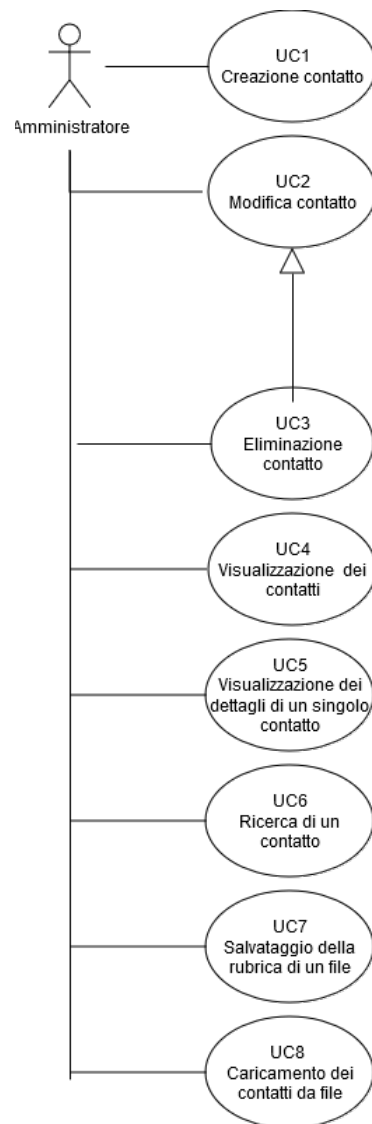 UC1
Creazione contatto
Amministratore
UC2
Modifica contatto
UC3
Eliminazione
contatto
UC4
Visualizzazione dei
contatti
UC5
Visualizzazione dei
dettagli di un singolo
contatto
UC6
Ricerca di un
contatto
UC7
Salvataggio della
rubrica di un file
UC8
Caricamento dei
contatti da file